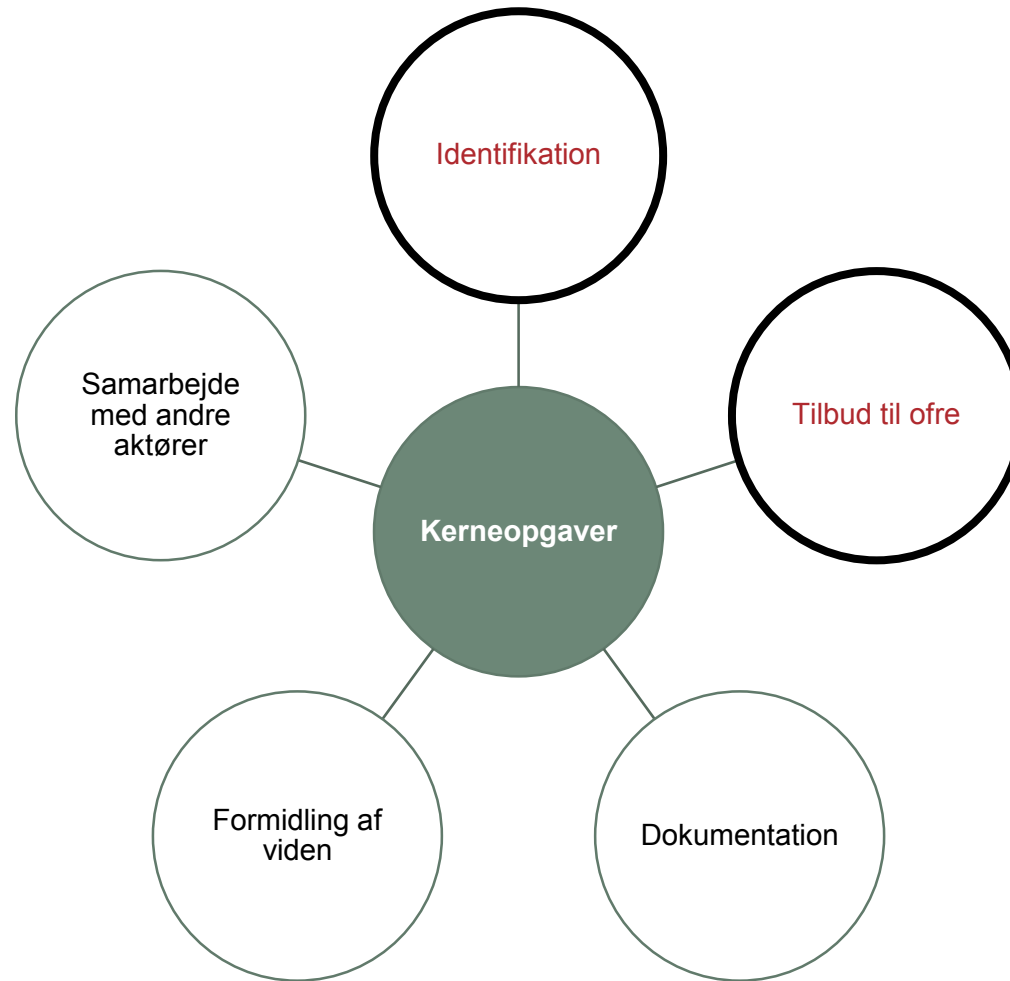 Identifikation
Samarbejde
med andre
aktører
Tilbud til ofre
Kerneopgaver
Formidling af
viden
Dokumentation